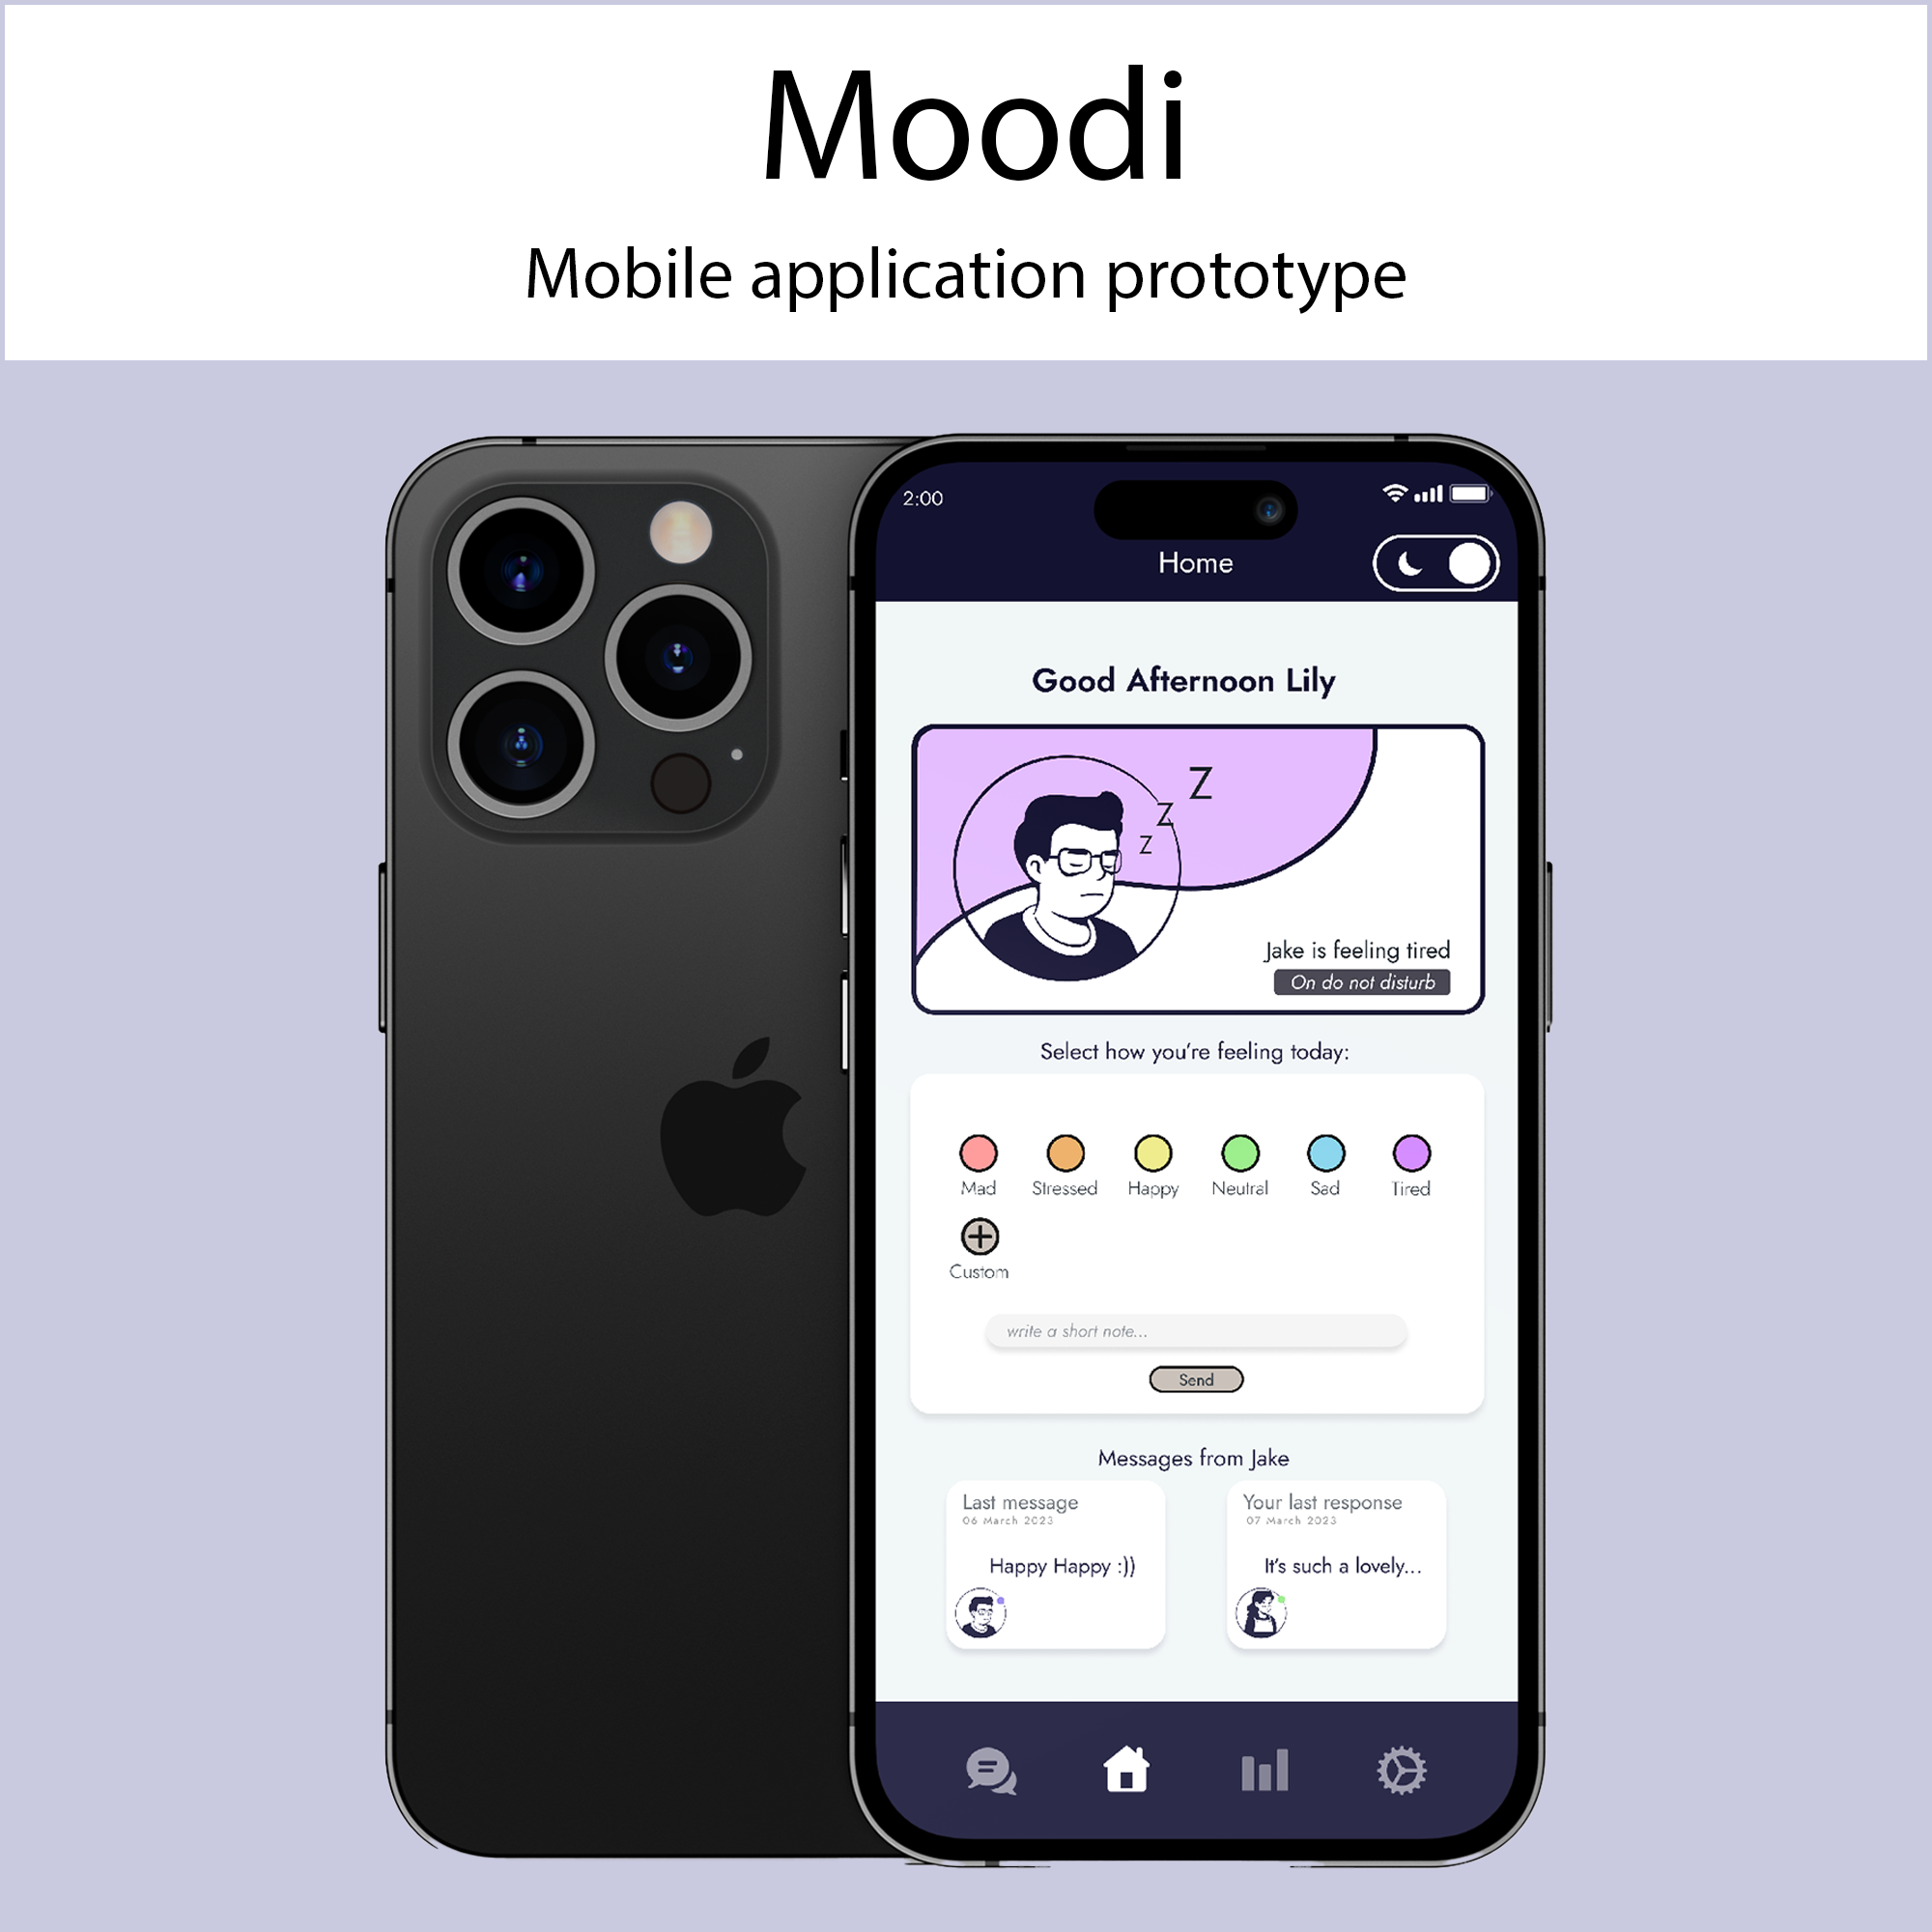 Moodi
Mobile application prototype
2:00
Home
Good Afternoon Lily
Z
Z
Z
Jake is feeling tired
On do not disturb
Select how you're feeling today:
Mad Stressed Happy Neutral Sad Tired
Custom
write a short note...
Send
Messages from Jake
Last message
06 March 2023
Happy Happy :))
Your last response
07 March 2023
It's such a lovely...